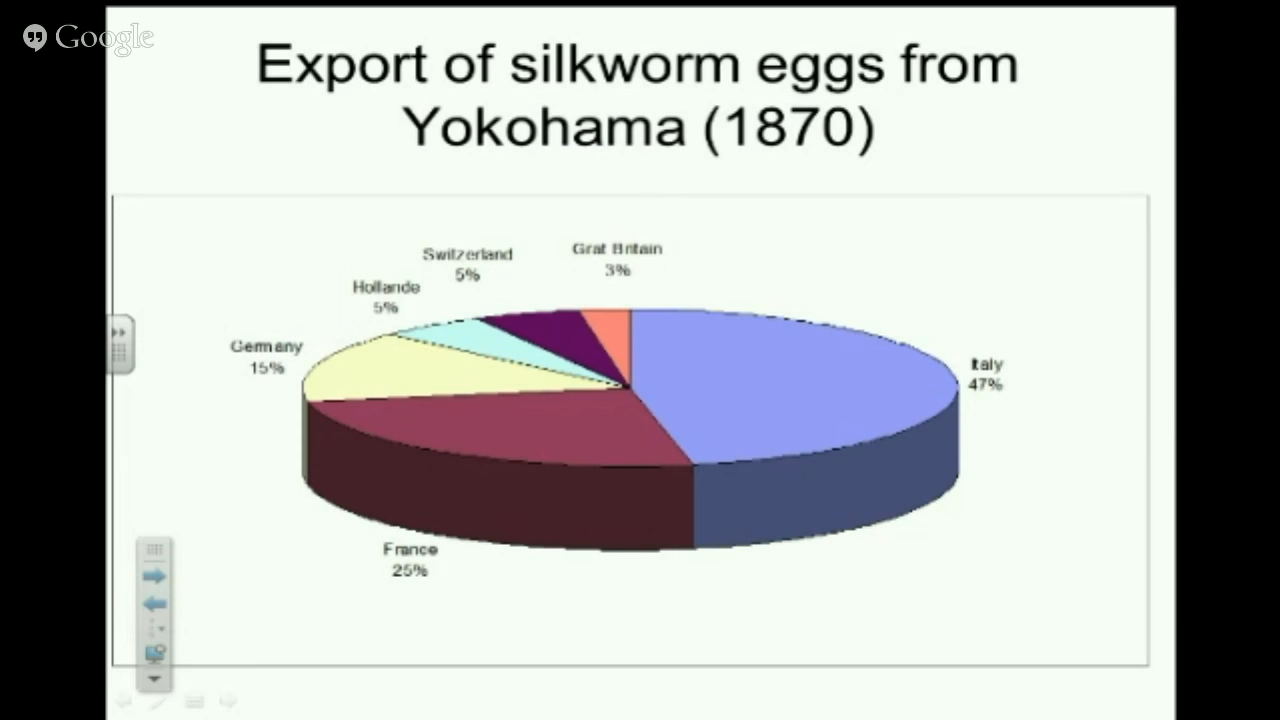 Google
Export of silkworm eggs from
Yokohama (1870)
Grat Britain
3%
Switzerland
5%
Hollande
5%
Germany
15%
Italy
47%
France
25%